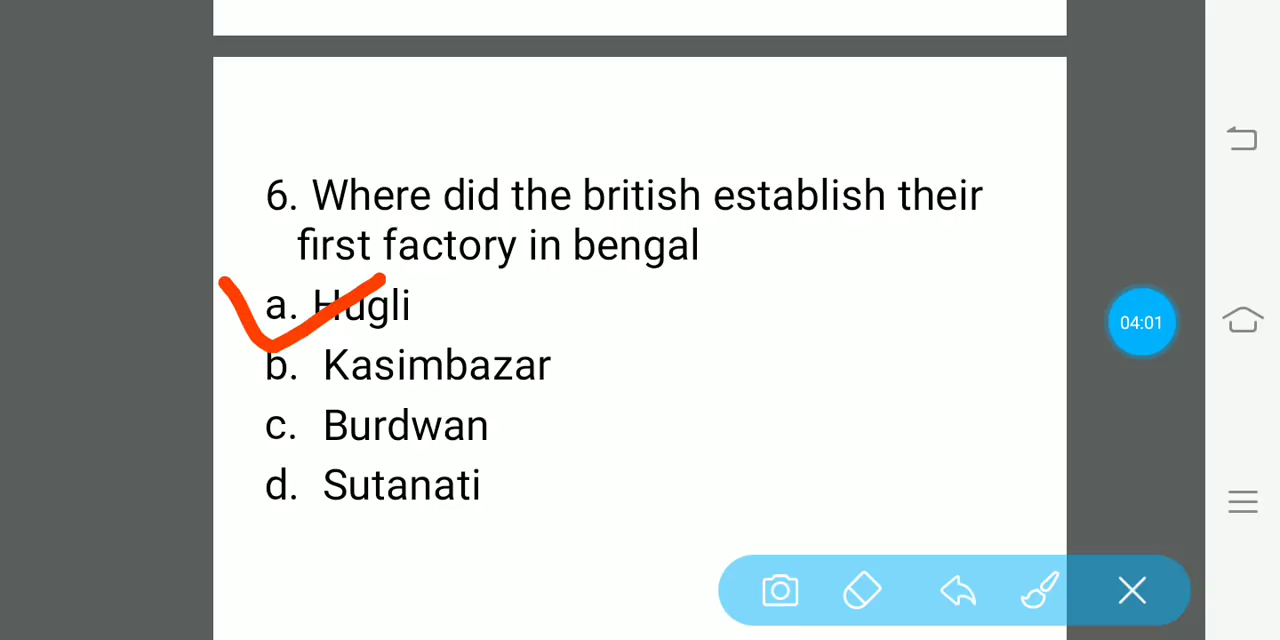 6. Where did the british establish their
first factory in bengal
a. Hugli
b. Kasimbazar
c. Burdwan
d. Sutanati
04:01